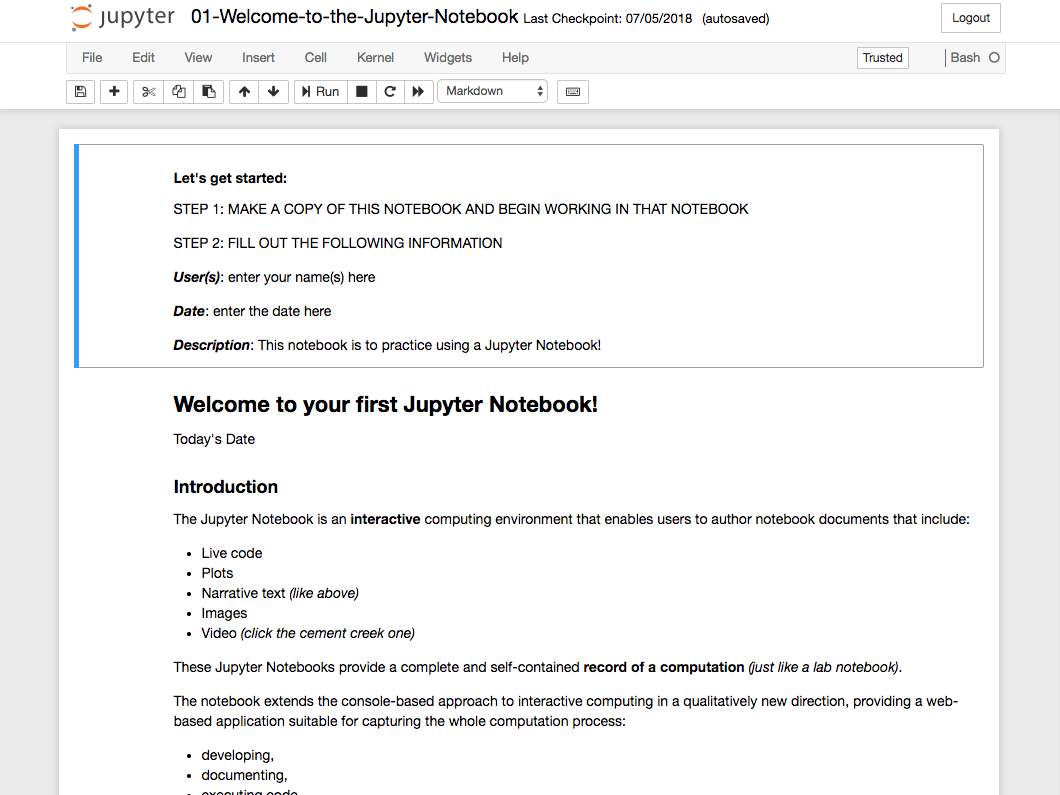 jupyter 01-Welcome-to-the-Jupyter-Notebook Last Checkpoint: 07/05/2018 (autosaved) Logout
File Edit View Insert Cell Kernel Widgets Help Trusted Bash
Run Markdown
Let's get started:
STEP 1: MAKE A COPY OF THIS NOTEBOOK AND BEGIN WORKING IN THAT NOTEBOOK
STEP 2: FILL OUT THE FOLLOWING INFORMATION
User(s): enter your name(s) here
Date: enter the date here
Description: This notebook is to practice using a Jupyter Notebook!
Welcome to your first Jupyter Notebook!
Today's Date
Introduction
The Jupyter Notebook is an interactive computing environment that enables users to author notebook documents that include:
• Live code
• Plots
• Narrative text (like above)
• Images
• Video (click the cement creek one)
These Jupyter Notebooks provide a complete and self-contained record of a computation (just like a lab notebook).
The notebook extends the console-based approach to interactive computing in a qualitatively new direction, providing a web-
based application suitable for capturing the whole computation process:
• developing,
• documenting,
• executing code